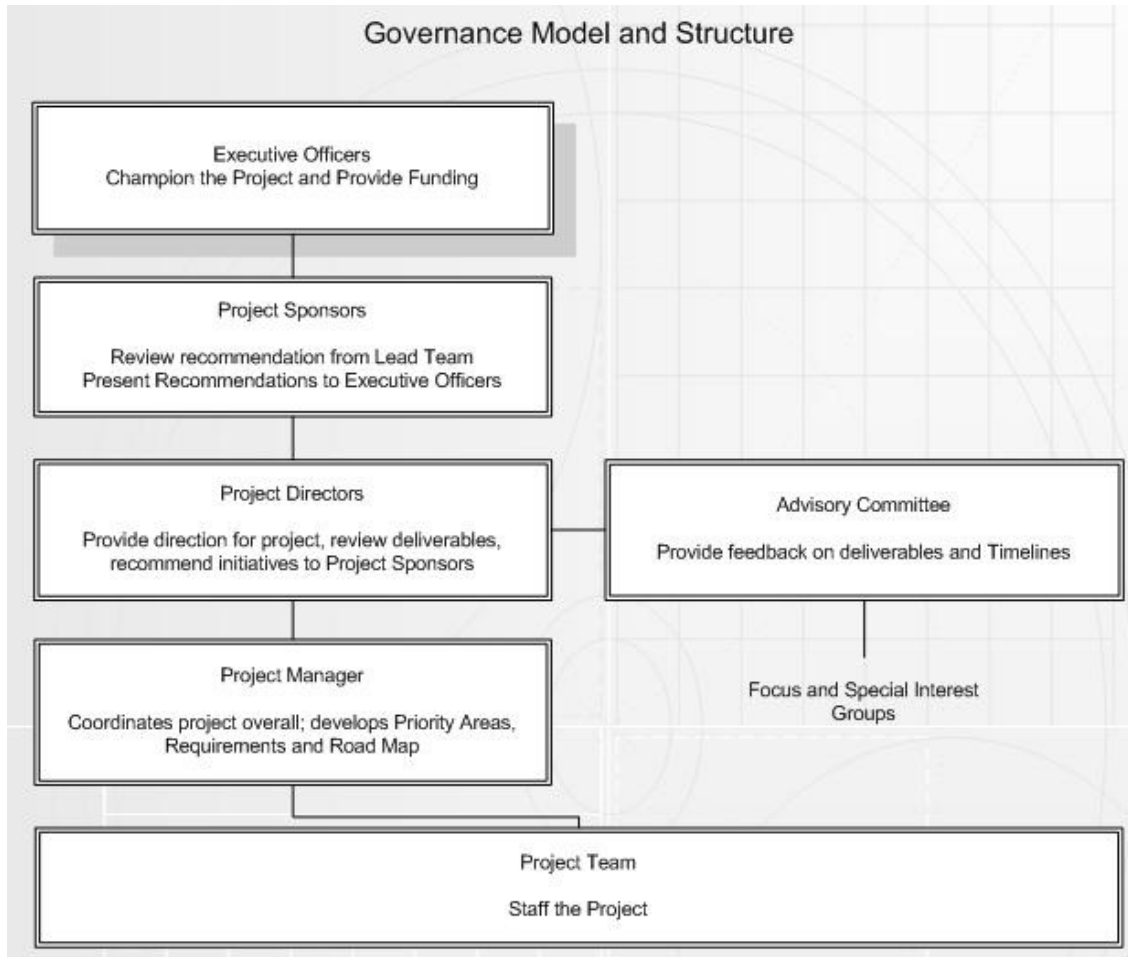 Governance Model and Structure
Executive Officers
Champion the Project and Provide Funding
Project Sponsors
Review recommendation from Lead Team
Present Recommendations to Executive Officers
Project Directors
Provide direction for project, review deliverables,
recommend initiatives to Project Sponsors
Advisory Committee
Provide feedback on deliverables and Timelines
Focus and Special Interest
Groups
Project Manager
Coordinates project overall; develops Priority Areas,
Requirements and Road Map
Project Team
Staff the Project